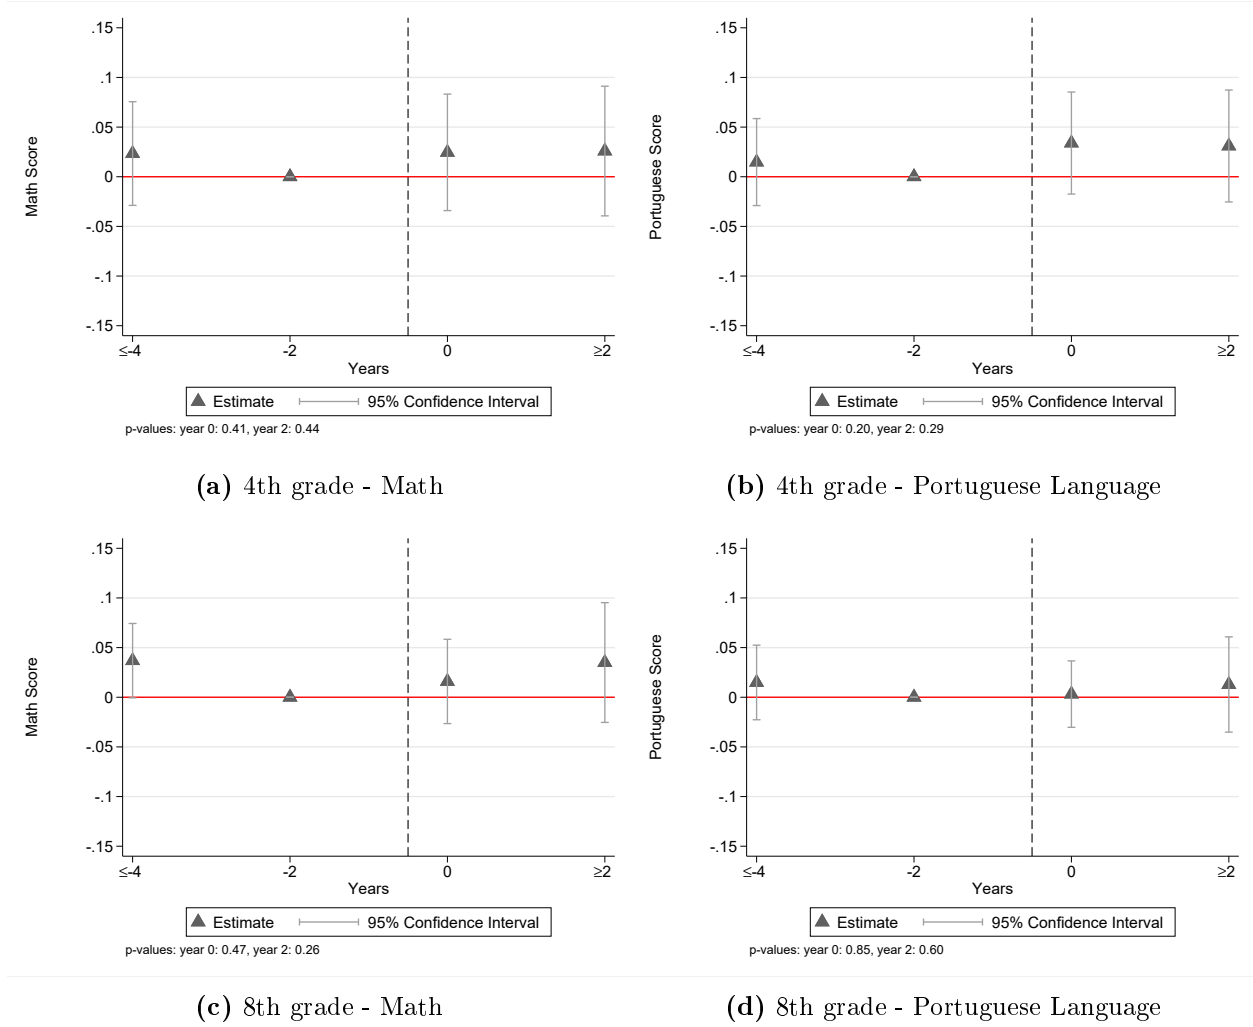 .15
.1
.05
0
-.05
-.1
-.15
Math Score
≤-4 -2 0 ≥2
Years
Estimate 95% Confidence Interval
p-values: year 0: 0.41, year 2: 0.44
(a) 4th grade - Math
.15
.1
.05
0
-.05
-.1
-.15
Portuguese Score
≤-4 -2 0 ≥2
Years
Estimate 95% Confidence Interval
p-values: year 0: 0.20, year 2: 0.29
(b) 4th grade - Portuguese Language
.15
.1
.05
0
-.05
-.1
-.15
Math Score
≤-4 -2 0 ≥2
Years
Estimate 95% Confidence Interval
p-values: year 0: 0.47, year 2: 0.26
(c) 8th grade - Math
.15
.1
.05
0
-.05
-.1
-.15
Portuguese Score
≤-4 -2 0 ≥2
Years
Estimate 95% Confidence Interval
p-values: year 0: 0.85, year 2: 0.60
(d) 8th grade - Portuguese Language